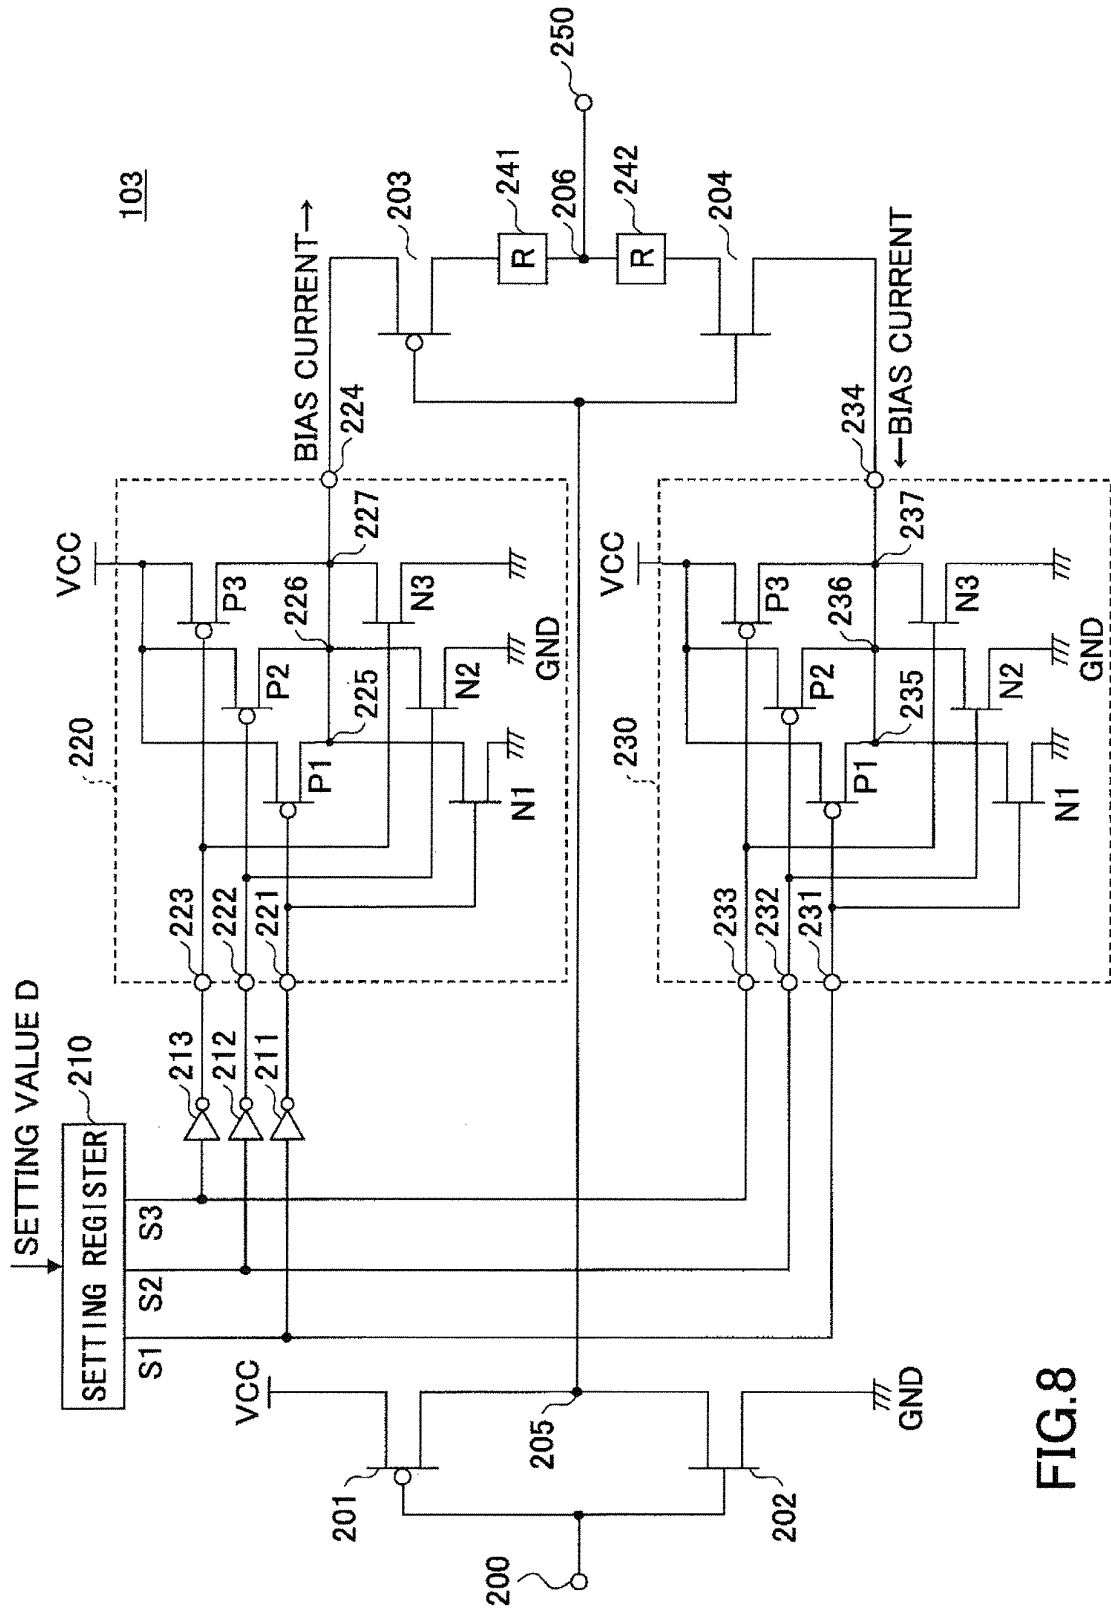 103
SETTING VALUE D
SETTING REGISTER
210
S1
S2
S3
213
212
211
223
222
221
220
VCC
P3
P2
P1
227
226
225
N3
N2
N1
GND
224
BIAS CURRENT→
203
241
R
206
250
R
242
204
←BIAS CURRENT
234
VCC
230
233
232
231
P3
P2
P1
237
236
235
N3
N2
N1
GND
VCC
201
205
200
202
GND
FIG.8